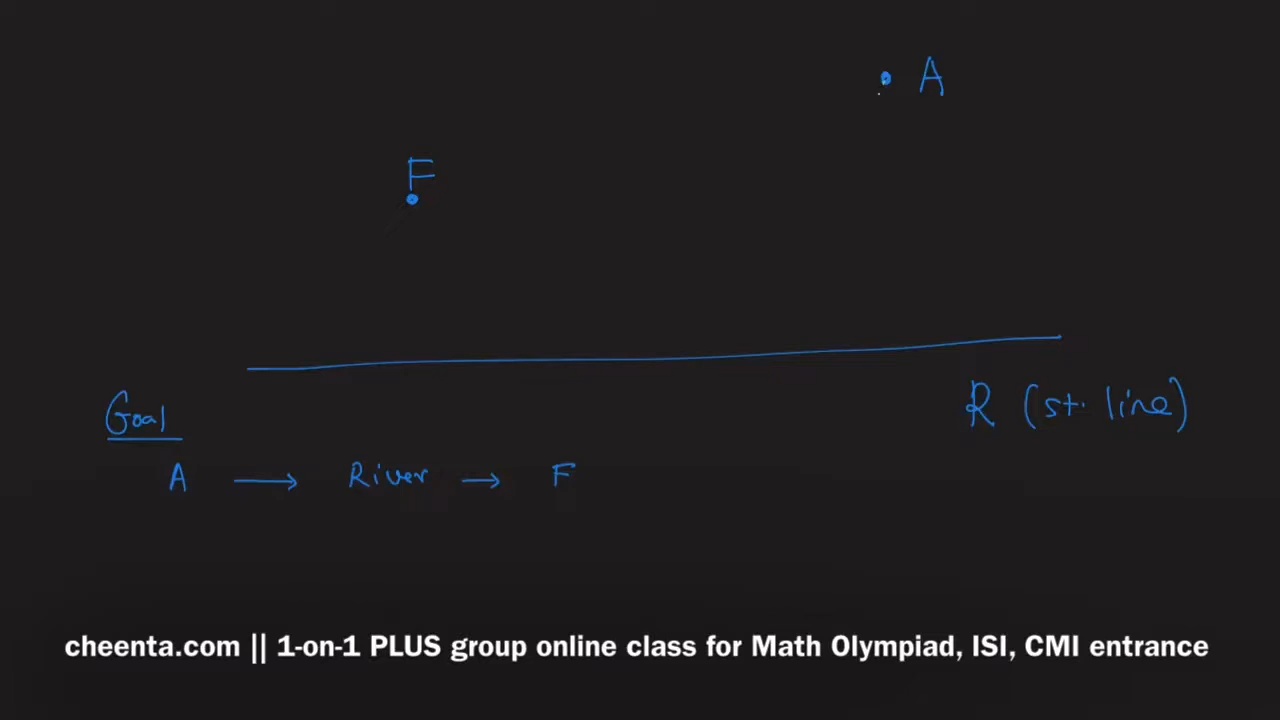 A
F
R (st. line)
Goal
A → River → F
cheenta.com || 1-on-1 PLUS group online class for Math Olympiad, ISI, CMI entrance